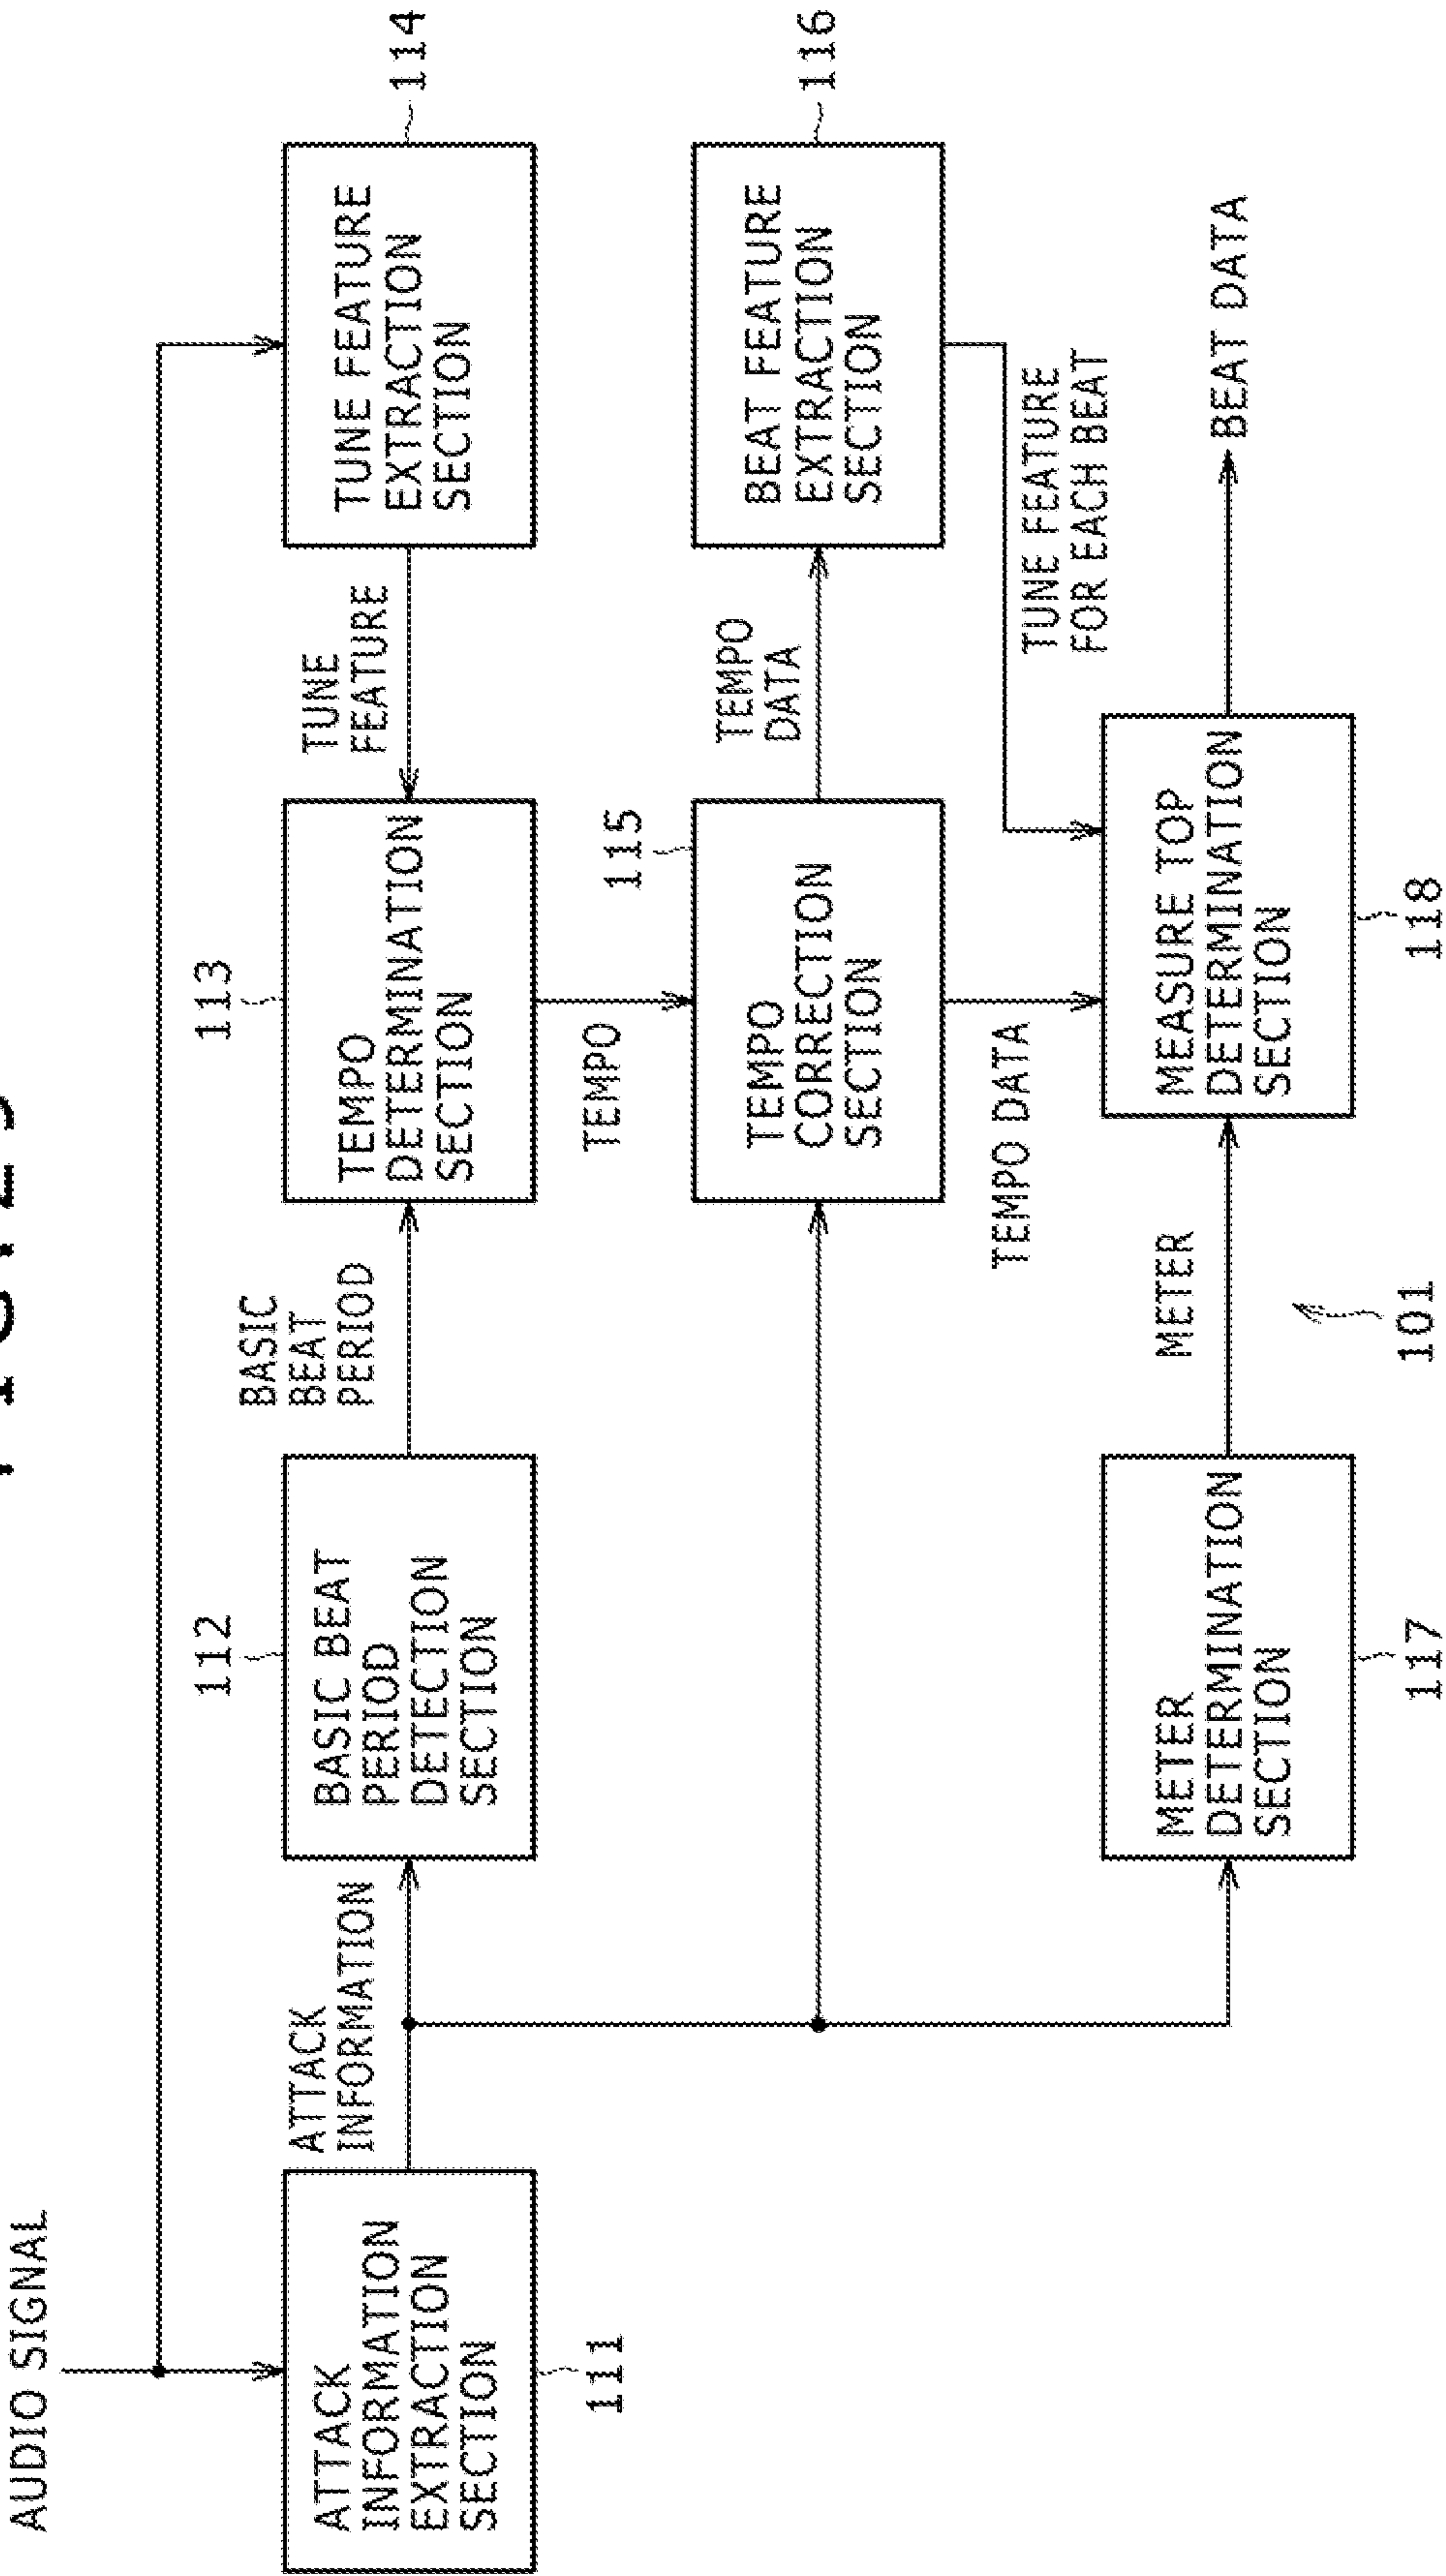 AUDIO SIGNAL
ATTACK
INFORMATION
EXTRACTION
SECTION
111
ATTACK
INFORMATION
112
BASIC BEAT
PERIOD
DETECTION
SECTION
BASIC
BEAT
PERIOD
113
TEMPO
DETERMINATION
SECTION
TUNE
FEATURE
TUNE FEATURE
EXTRACTION
SECTION
114
TEMPO
115
TEMPO
CORRECTION
SECTION
TEMPO
DATA
BEAT FEATURE
EXTRACTION
SECTION
116
TEMPO DATA
TUNE FEATURE
FOR EACH BEAT
METER
DETERMINATION
SECTION
117
METER
101
MEASURE TOP
DETERMINATION
SECTION
118
BEAT DATA